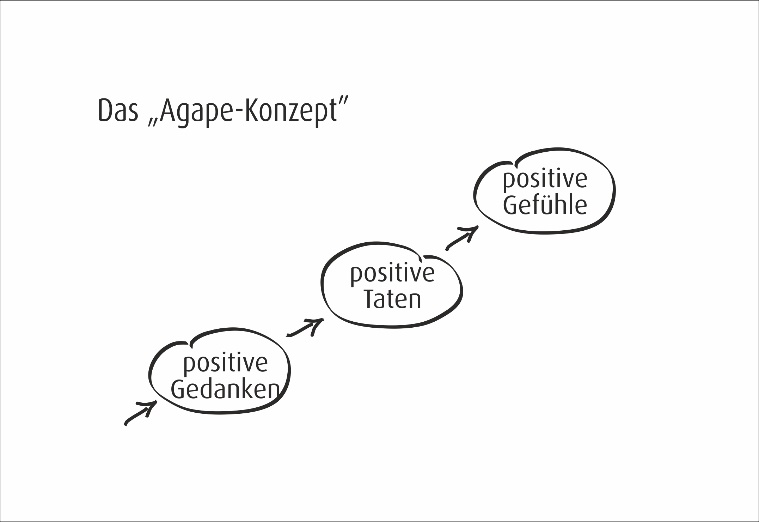 Das „Agape-Konzept”
positive
Gefühle
positive
Taten
positive
Gedanken